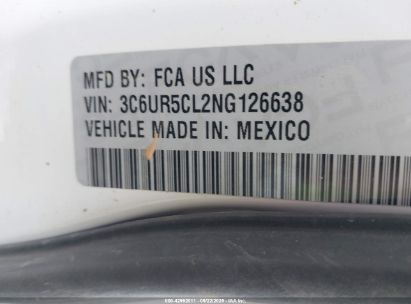 MFD BY: FCA US LLC
VIN: 3C6UR5CL2NG126638
VEHICLE MADE IN: MEXICO